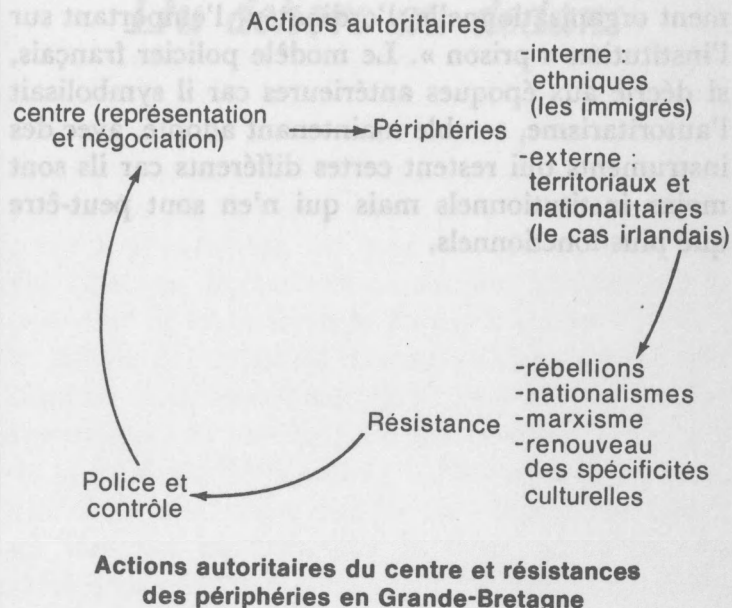 Actions autoritaires
centre (représentation
et négociation)
Périphéries
-interne :
ethniques
(les inmigrés)
-externe :
territoriaux et
nationalitaires
(le cas irlandais)
Résistance
-rébellions
-nationalismes
-marxisme
-renouveau
des spécificités
culturelles
Police et
contrôle
Actions autoritaires du centre et résistances
des périphéries en Grande-Bretagne